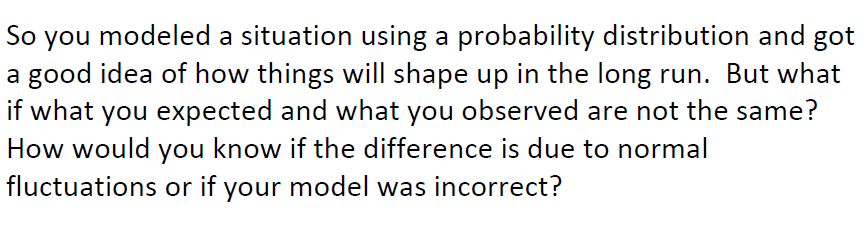 So you modeled a situation using a probability distribution and got
a good idea of how things will shape up in the long run.  But what
if what you expected and what you observed are not the same?
How would you know if the difference is due to normal
fluctuations or if your model was incorrect?